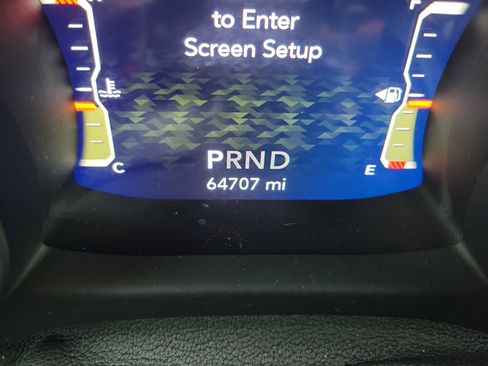 to Enter
Screen Setup
C
E
PRND
64707 mi